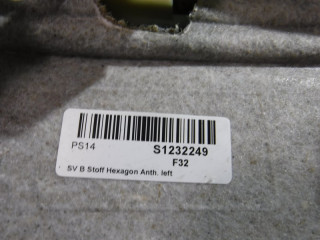 PS14 S1232249
F32
SV B Stoff Hexagon Anth. left